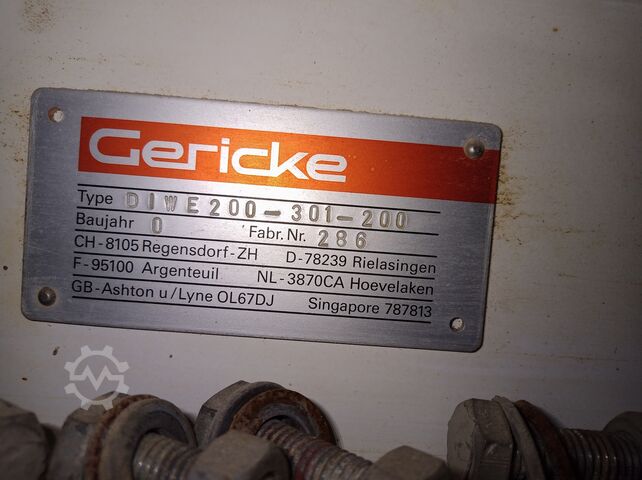 Gericke
Type DIWE200-301-200
Baujahr 0 Fabr. Nr. 286
CH-8105 Regensdorf-ZH D-78239 Rielasingen
F-95100 Argenteuil NL-3870CA Hoevelaken
GB-Ashton u/Lyne OL67DJ Singapore 787813